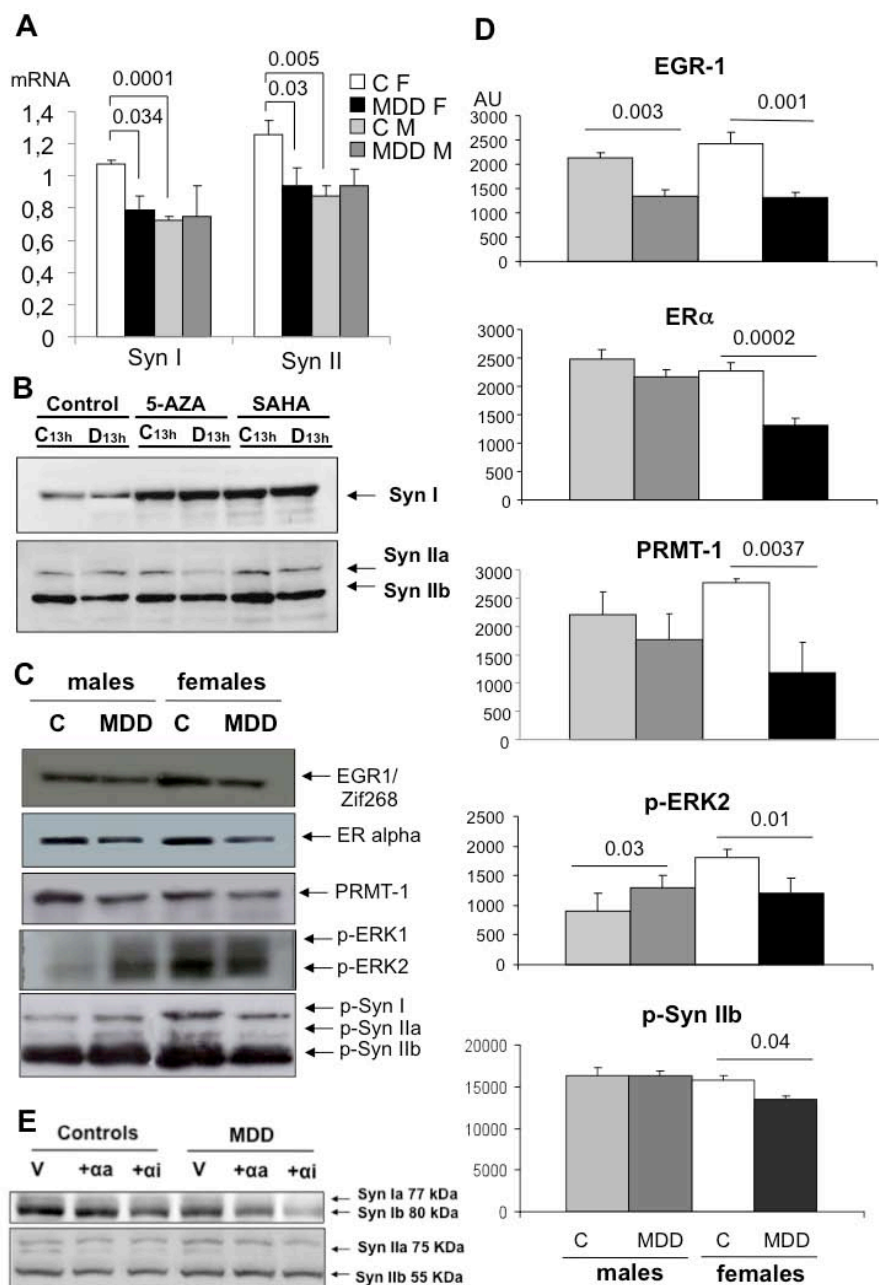 A
mRNA
0.0001
0.034
0.005
0.03
C F
MDD F
C M
MDD M
1,4
1,2
1
0,8
0,6
0,4
0,2
0
Syn I
Syn II
B
Control 5-AZA SAHA
C13h D13h C13h D13h C13h D13h
Syn I
Syn IIa
Syn IIb
C
males females
C MDD C MDD
EGR1/
Zif268
ER alpha
PRMT-1
p-ERK1
p-ERK2
p-Syn I
p-Syn IIa
p-Syn IIb
E
Controls MDD
V +αa +αi V +αa +αi
Syn Ia 77 kDa
Syn Ib 80 kDa
Syn IIa 75 KDa
Syn IIb 55 KDa
D
EGR-1
AU
0.003
0.001
3000
2500
2000
1500
1000
500
0
ERα
0.0002
3000
2500
2000
1500
1000
500
0
PRMT-1
0.0037
3000
2500
2000
1500
1000
500
0
p-ERK2
0.03
0.01
2500
2000
1500
1000
500
0
p-Syn IIb
0.04
20000
15000
10000
5000
0
C MDD C MDD
males females